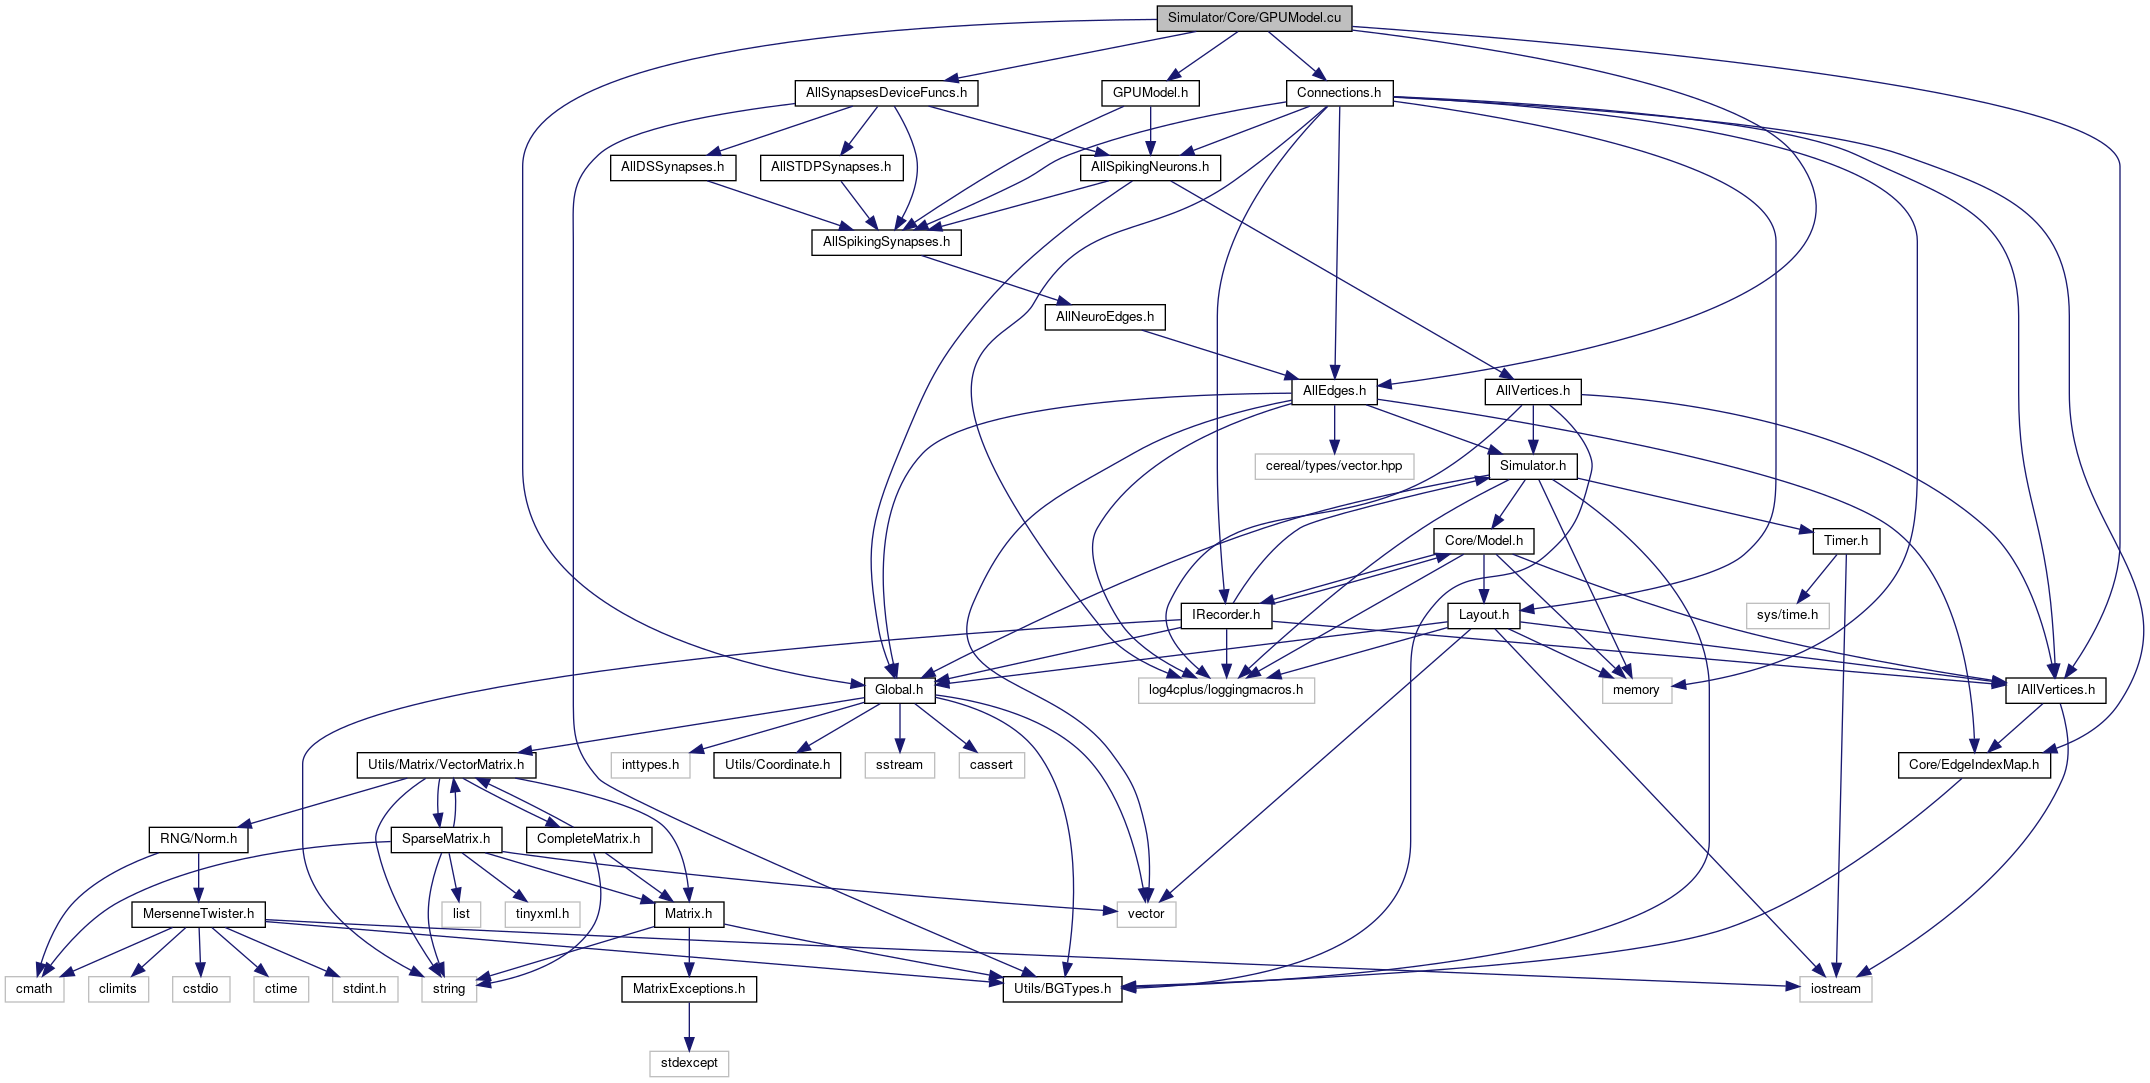 Simulator/Core/GPUModel.cu
AllSynapsesDeviceFuncs.h
GPUModel.h
Connections.h
AllDSSynapses.h
AllSTDPSynapses.h
AllSpikingNeurons.h
AllSpikingSynapses.h
AllNeuroEdges.h
AllEdges.h
AllVertices.h
cereal/types/vector.hpp
Simulator.h
Core/Model.h
Timer.h
IRecorder.h
Layout.h
sys/time.h
Global.h
log4cplus/loggingmacros.h
memory
IAllVertices.h
Utils/Matrix/VectorMatrix.h
inttypes.h
Utils/Coordinate.h
sstream
cassert
Core/EdgeIndexMap.h
RNG/Norm.h
SparseMatrix.h
CompleteMatrix.h
MersenneTwister.h
list
tinyxml.h
Matrix.h
vector
cmath
climits
cstdio
ctime
stdint.h
string
MatrixExceptions.h
Utils/BGTypes.h
iostream
stdexcept